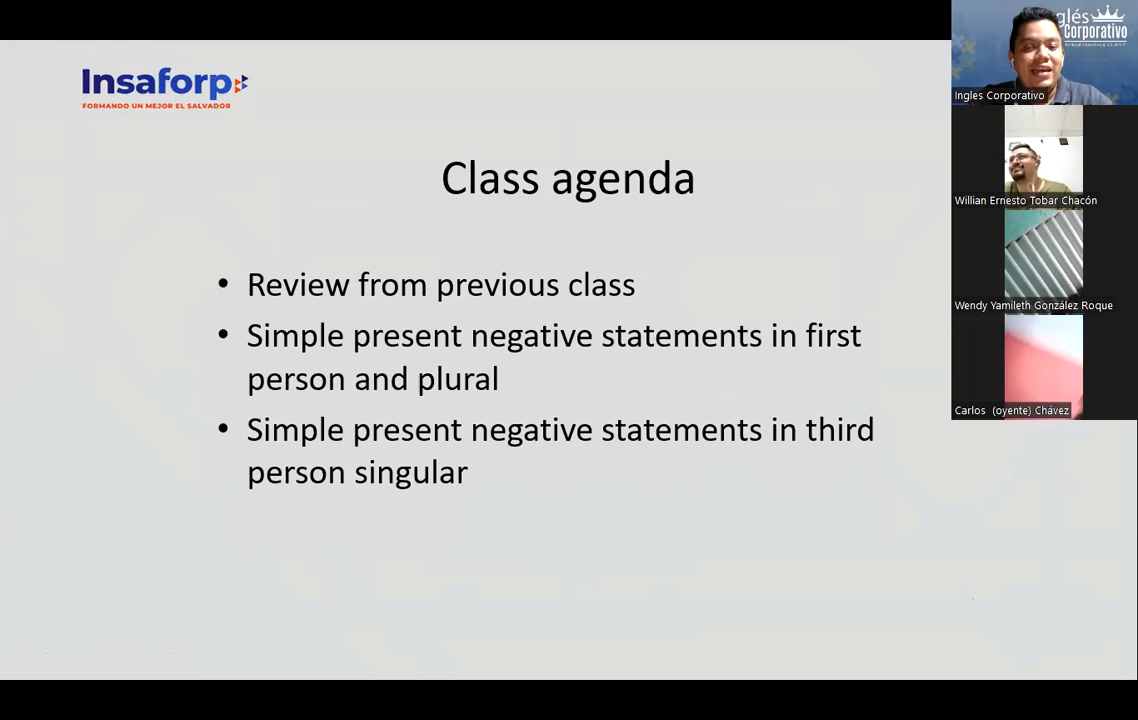 Insaforp
FORMANDO UN MEJOR EL SALVADOR
Class agenda
• Review from previous class
• Simple present negative statements in first
person and plural
• Simple present negative statements in third
person singular
glés
Corporativo
Ingles Corporativo
Willian Ernesto Tobar Chacón
Wendy Yamileth González Roque
Carlos (oyente) Chávez